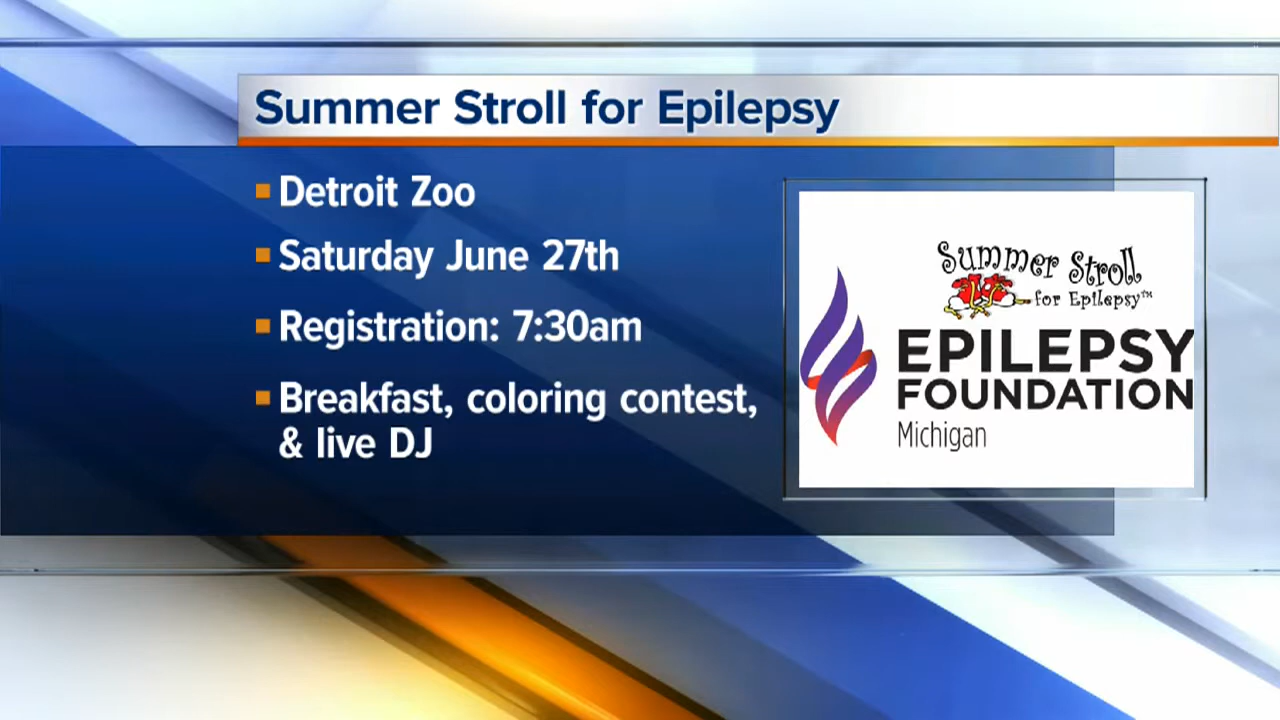 Summer Stroll for Epilepsy
Detroit Zoo
Saturday June 27th
Registration: 7:30am
Breakfast, coloring contest,
& live DJ
Summer Stroll
for Epilepsy™
EPILEPSY
FOUNDATION
Michigan